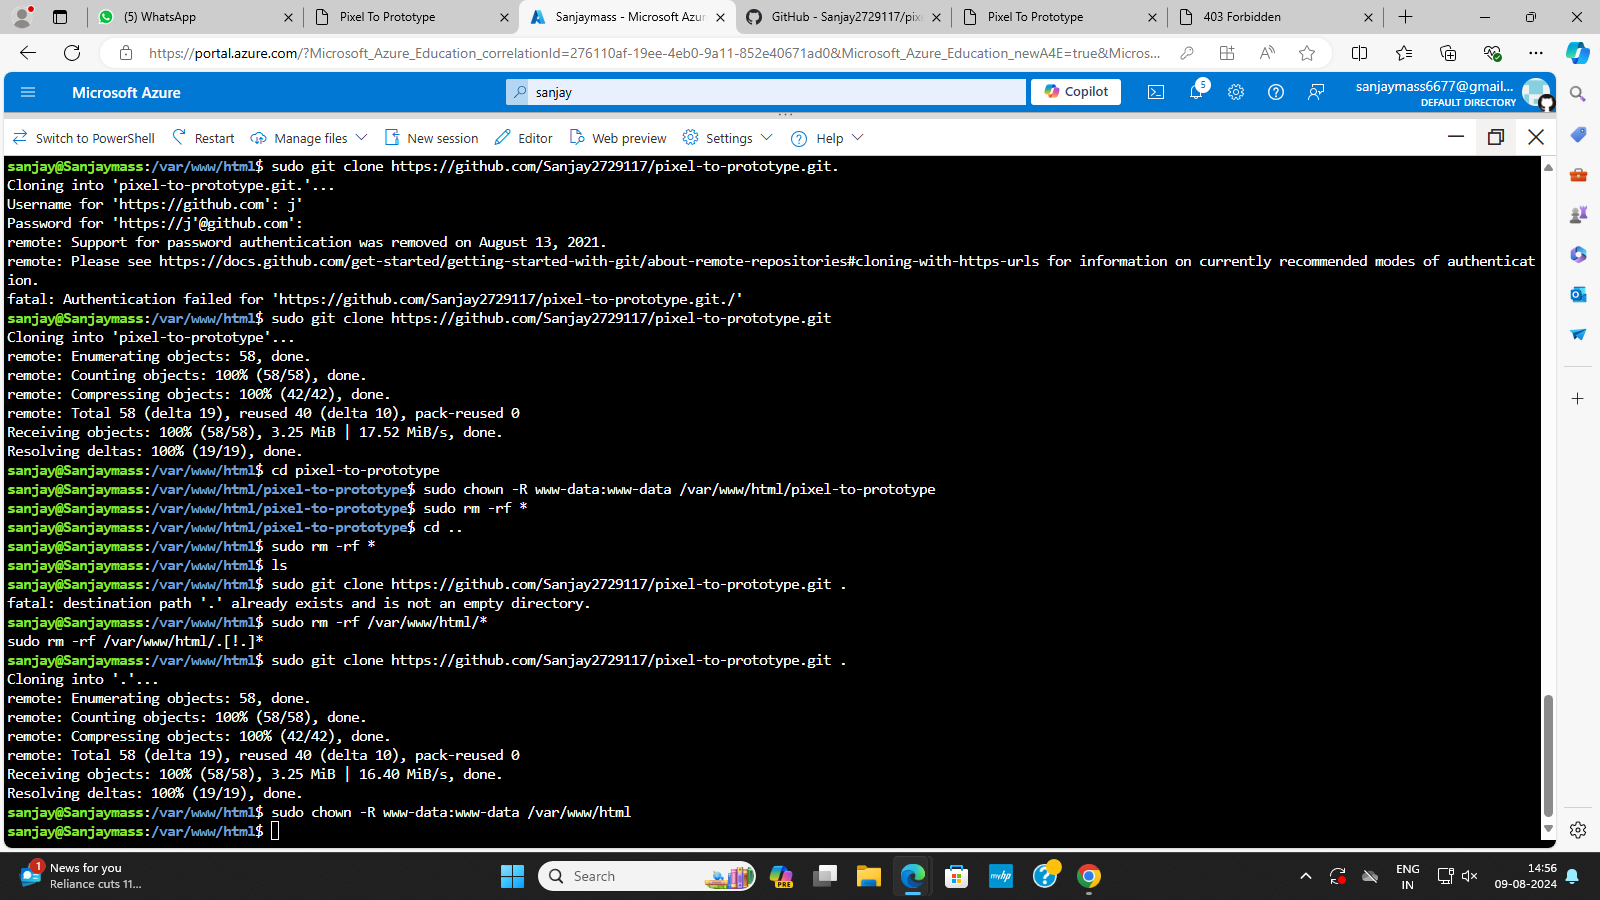 (5) WhatsApp
Pixel To Prototype
Sanjaymass - Microsoft Azur
GitHub - Sanjay2729117/pix
Pixel To Prototype
403 Forbidden
https://portal.azure.com/?Microsoft_Azure_Education_correlationId=276110af-19ee-4eb0-9a11-852e40671ad0&Microsoft_Azure_Education_newA4E=true&Micros...
Microsoft Azure
sanjay
Copilot
5
sanjaymass6677@gmail...
DEFAULT DIRECTORY
Switch to PowerShell
Restart
Manage files
New session
Editor
Web preview
Settings
Help
sanjay@Sanjaymass:/var/www/html$ sudo git clone https://github.com/Sanjay2729117/pixel-to-prototype.git.
Cloning into 'pixel-to-prototype.git.'...
Username for 'https://github.com': j'
Password for 'https://j'@github.com':
remote: Support for password authentication was removed on August 13, 2021.
remote: Please see https://docs.github.com/get-started/getting-started-with-git/about-remote-repositories#cloning-with-https-urls for information on currently recommended modes of authenticat
ion.
fatal: Authentication failed for 'https://github.com/Sanjay2729117/pixel-to-prototype.git./'
sanjay@Sanjaymass:/var/www/html$ sudo git clone https://github.com/Sanjay2729117/pixel-to-prototype.git
Cloning into 'pixel-to-prototype'...
remote: Enumerating objects: 58, done.
remote: Counting objects: 100% (58/58), done.
remote: Compressing objects: 100% (42/42), done.
remote: Total 58 (delta 19), reused 40 (delta 10), pack-reused 0
Receiving objects: 100% (58/58), 3.25 MiB | 17.52 MiB/s, done.
Resolving deltas: 100% (19/19), done.
sanjay@Sanjaymass:/var/www/html$ cd pixel-to-prototype
sanjay@Sanjaymass:/var/www/html/pixel-to-prototype$ sudo chown -R www-data:www-data /var/www/html/pixel-to-prototype
sanjay@Sanjaymass:/var/www/html/pixel-to-prototype$ sudo rm -rf *
sanjay@Sanjaymass:/var/www/html/pixel-to-prototype$ cd ..
sanjay@Sanjaymass:/var/www/html$ sudo rm -rf *
sanjay@Sanjaymass:/var/www/html$ ls
sanjay@Sanjaymass:/var/www/html$ sudo git clone https://github.com/Sanjay2729117/pixel-to-prototype.git .
fatal: destination path '.' already exists and is not an empty directory.
sanjay@Sanjaymass:/var/www/html$ sudo rm -rf /var/www/html/*
sudo rm -rf /var/www/html/.[!.]*
sanjay@Sanjaymass:/var/www/html$ sudo git clone https://github.com/Sanjay2729117/pixel-to-prototype.git .
Cloning into '.'...
remote: Enumerating objects: 58, done.
remote: Counting objects: 100% (58/58), done.
remote: Compressing objects: 100% (42/42), done.
remote: Total 58 (delta 19), reused 40 (delta 10), pack-reused 0
Receiving objects: 100% (58/58), 3.25 MiB | 16.40 MiB/s, done.
Resolving deltas: 100% (19/19), done.
sanjay@Sanjaymass:/var/www/html$ sudo chown -R www-data:www-data /var/www/html
sanjay@Sanjaymass:/var/www/html$
1
News for you
Reliance cuts 11...
Search
PRE
myhp
ENG
IN
14:56
09-08-2024